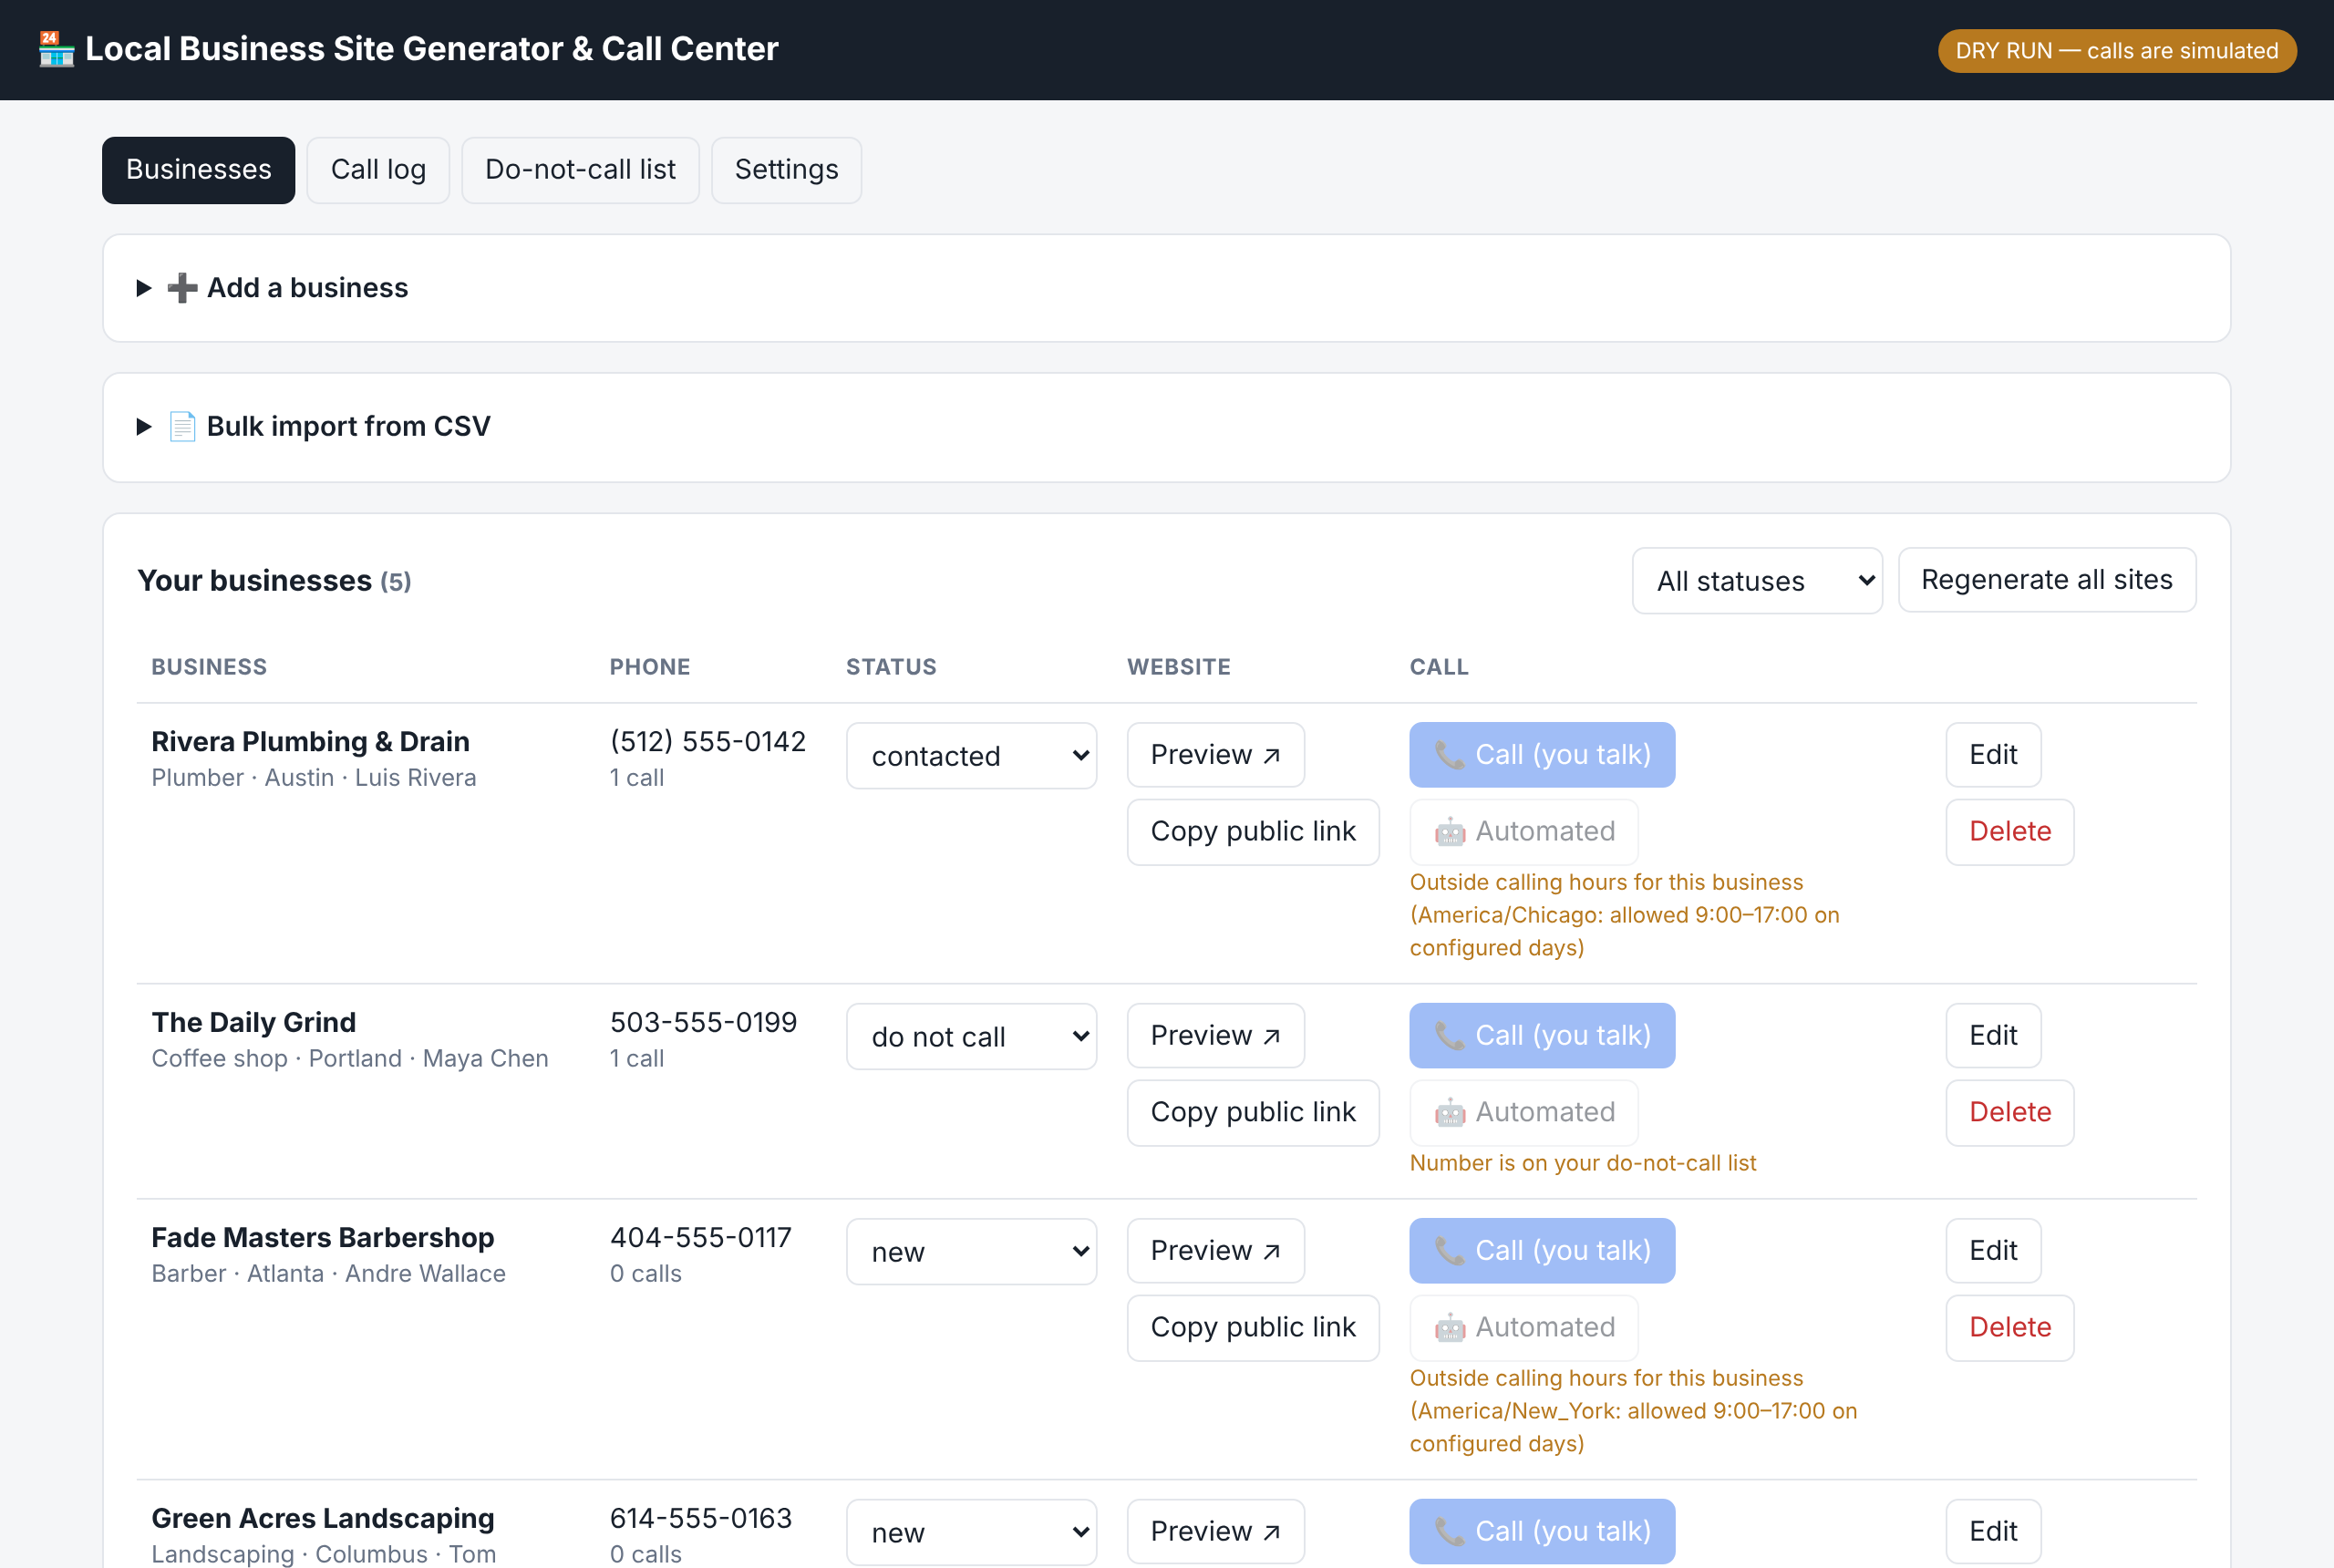 24
Local Business Site Generator & Call Center
DRY RUN — calls are simulated
Businesses
Call log
Do-not-call list
Settings
Add a business
Bulk import from CSV
Your businesses (5)
All statuses
Regenerate all sites
BUSINESS PHONE STATUS WEBSITE CALL
Rivera Plumbing & Drain
Plumber · Austin · Luis Rivera
(512) 555-0142
1 call
contacted
Preview ↗
Copy public link
Call (you talk)
Automated
Outside calling hours for this business
(America/Chicago: allowed 9:00–17:00 on
configured days)
Edit
Delete
The Daily Grind
Coffee shop · Portland · Maya Chen
503-555-0199
1 call
do not call
Preview ↗
Copy public link
Call (you talk)
Automated
Number is on your do-not-call list
Edit
Delete
Fade Masters Barbershop
Barber · Atlanta · Andre Wallace
404-555-0117
0 calls
new
Preview ↗
Copy public link
Call (you talk)
Automated
Outside calling hours for this business
(America/New_York: allowed 9:00–17:00 on
configured days)
Edit
Delete
Green Acres Landscaping
Landscaping · Columbus · Tom
614-555-0163
0 calls
new
Preview ↗
Call (you talk)
Edit